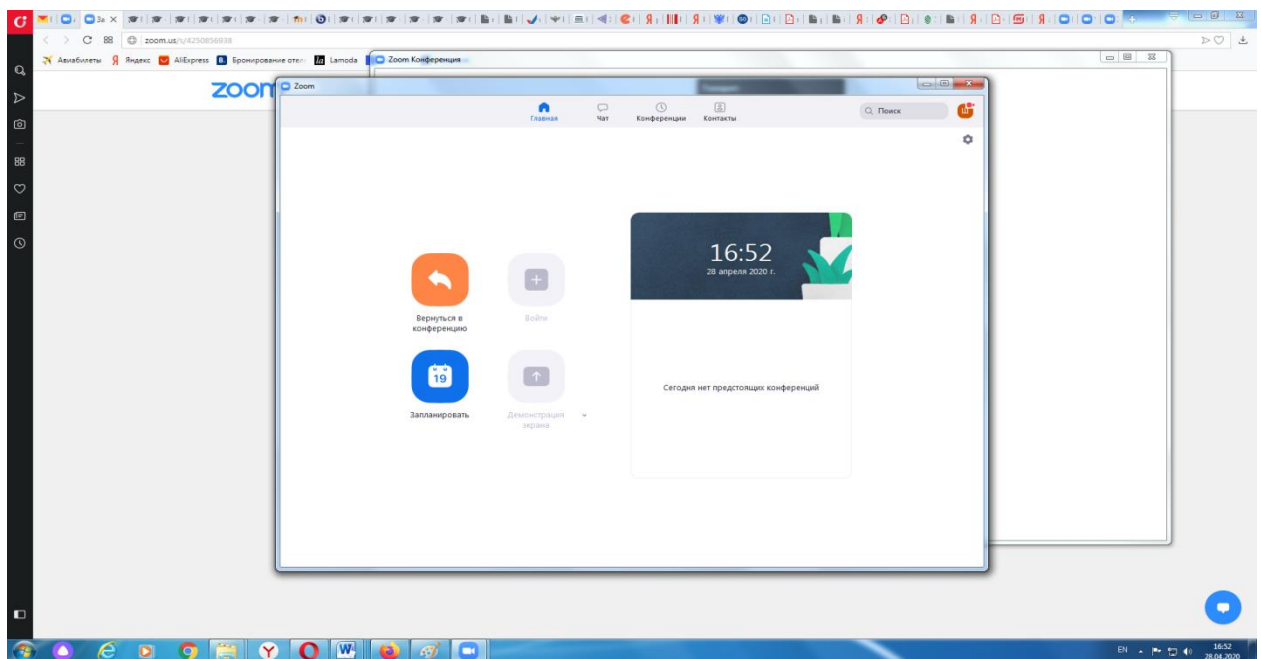 zoom.us/s/4250856938
Авиабилеты Яндекс AliExpress Бронирование отел Lamoda
Zoom Конференция
zoom
Zoom
Главная Чат Конференции Контакты
Поиск
16:52
28 апреля 2020 г.
Вернуться в
конференцию
Войти
19
Запланировать
Демонстрация
экрана
Сегодня нет предстоящих конференций
EN
16:52
28.04.2020